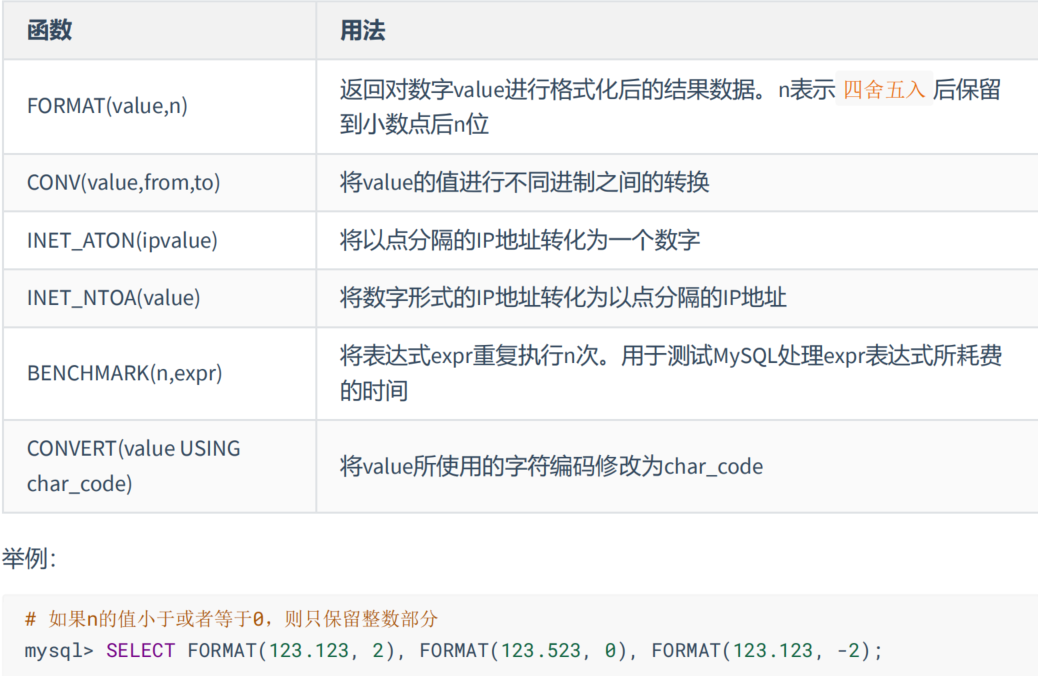 函数 用法
FORMAT(value,n) 返回对数字value进行格式化后的结果数据。n表示 四舍五入 后保留
到小数点后n位
CONV(value,from,to) 将value的值进行不同进制之间的转换
INET_ATON(ipvalue) 将以点分隔的IP地址转化为一个数字
INET_NTOA(value) 将数字形式的IP地址转化为以点分隔的IP地址
BENCHMARK(n,expr) 将表达式expr重复执行n次。用于测试MySQL处理expr表达式所耗费
的时间
CONVERT(value USING
char_code) 将value所使用的字符编码修改为char_code
举例：
# 如果n的值小于或者等于0，则只保留整数部分
mysql> SELECT FORMAT(123.123, 2), FORMAT(123.523, 0), FORMAT(123.123, -2);